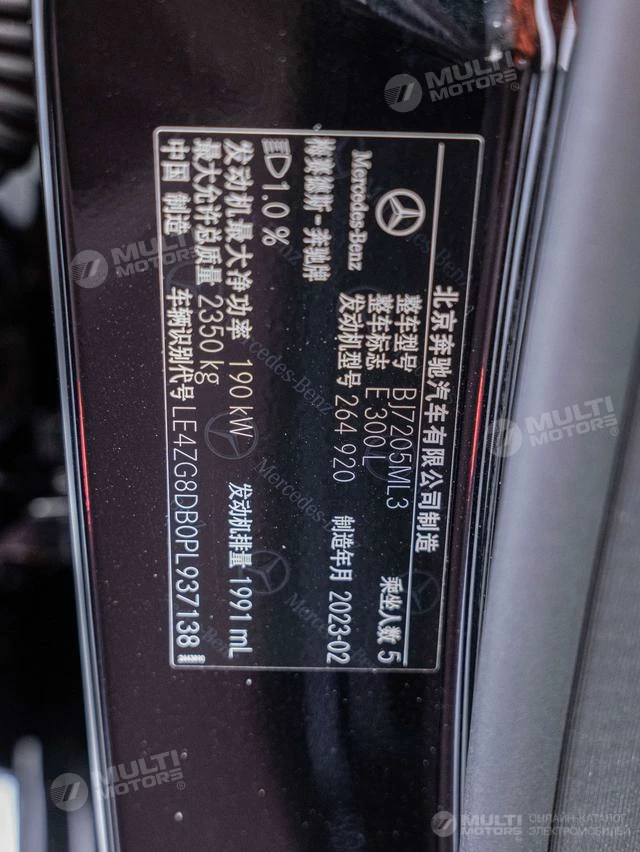 北京奔驰汽车有限公司制造
Mercedes-Benz
梅赛德斯-奔驰牌
整车型号 BJ7205ML3
乘坐人数 5
整车标志 E 300 L
发动机型号 264 920
制造年月 2023-02
1.0 %
发动机最大净功率 190 kW
发动机排量 1991 mL
最大允许总质量 2350 kg
车辆识别代号 LE4ZG8DB0PL937138
中国 制造
MULTI MOTORS
MULTI MOTORS
MULTI MOTORS
MULTI MOTORS
MULTI MOTORS
ОНЛАЙН-КАТАЛОГ
ЭЛЕКТРОМОБИЛЕЙ